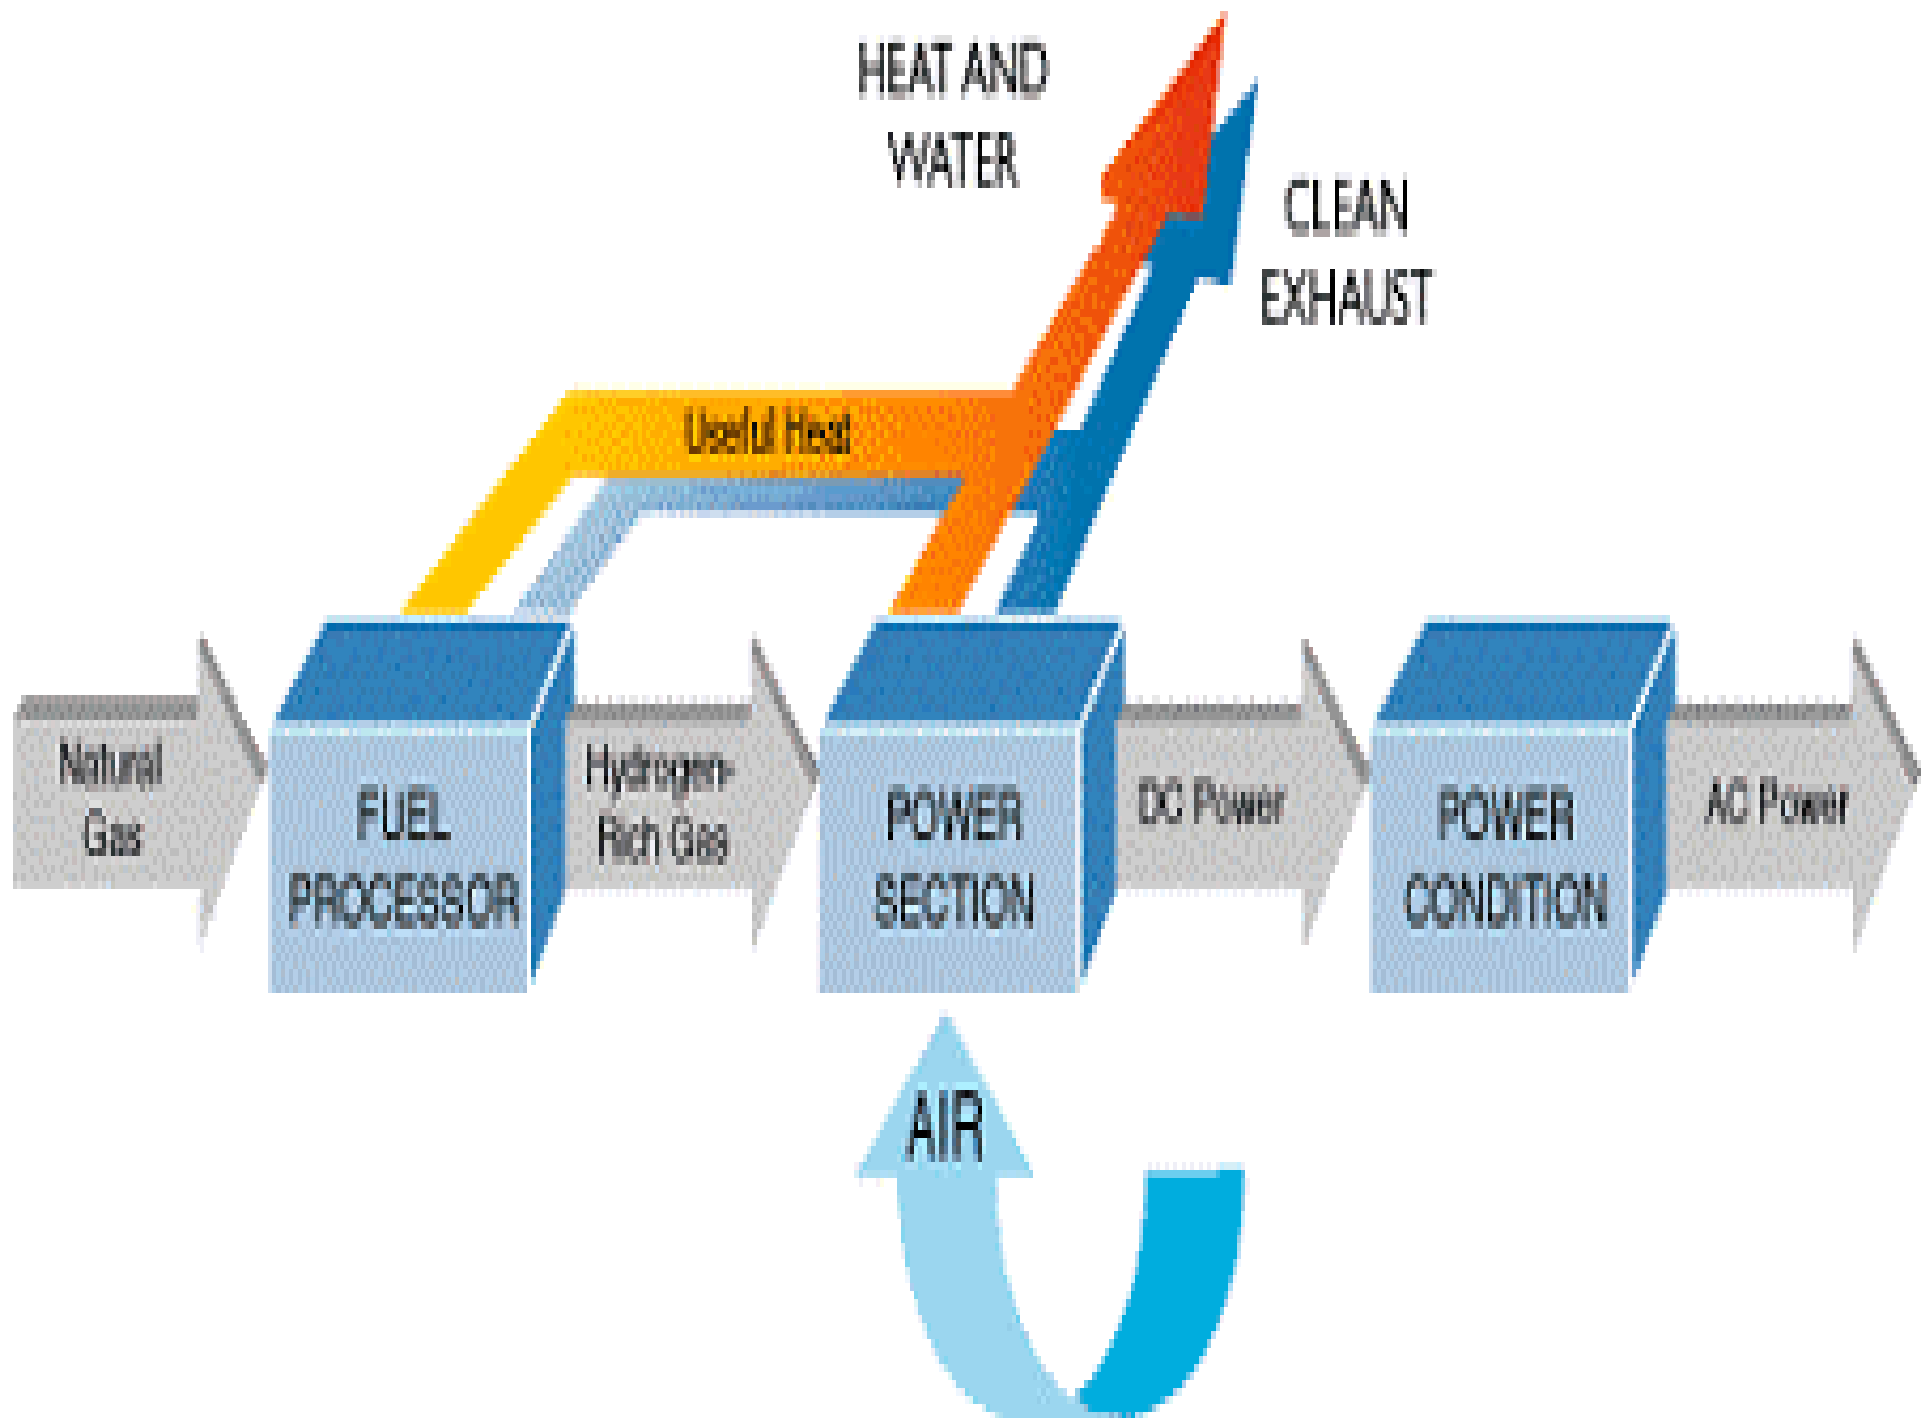 HEAT AND
WATER
CLEAN
EXHAUST
Useful Heat
Natural
Gas
FUEL
PROCESSOR
Hydrogen-
Rich Gas
POWER
SECTION
DC Power
POWER
CONDITION
AC Power
AIR